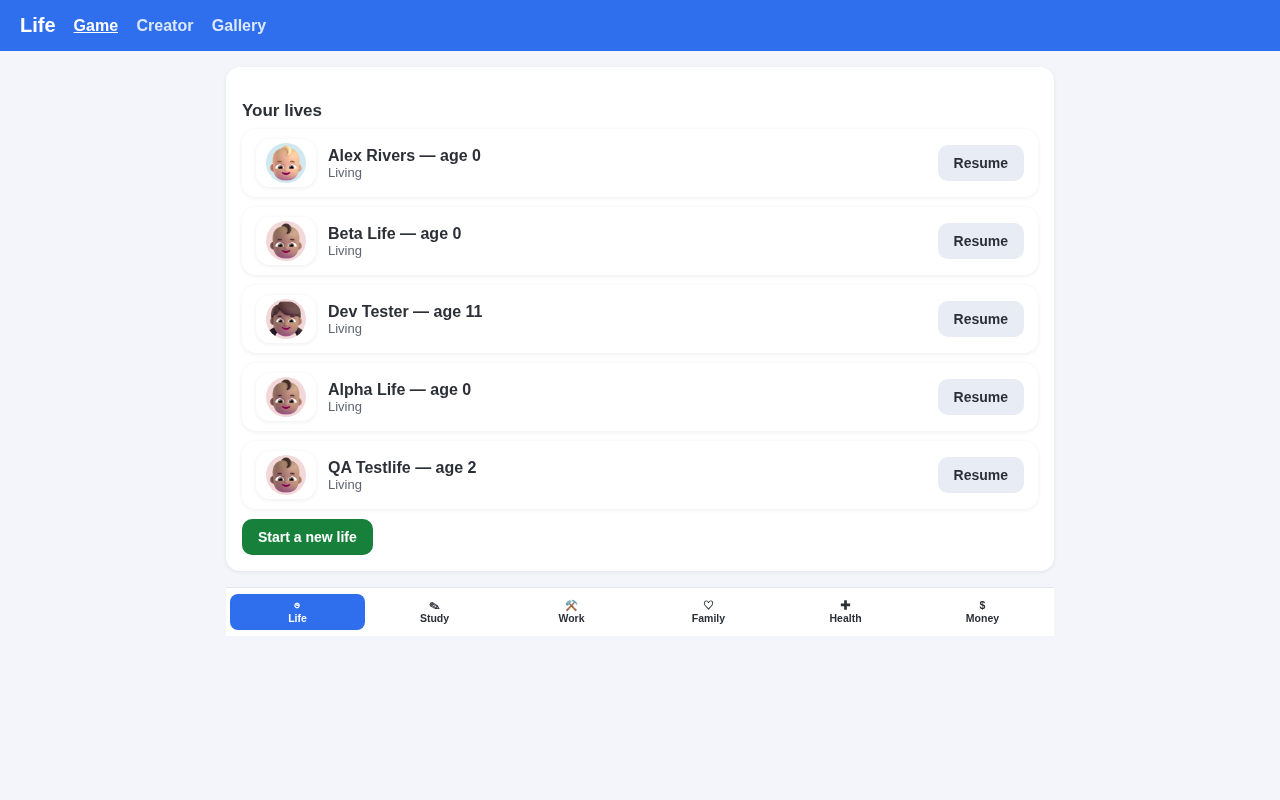 Life Game Creator Gallery
Your lives
Alex Rivers — age 0
Living
Resume
Beta Life — age 0
Living
Resume
Dev Tester — age 11
Living
Resume
Alpha Life — age 0
Living
Resume
QA Testlife — age 2
Living
Resume
Start a new life
Life
Study
Work
Family
Health
$
Money